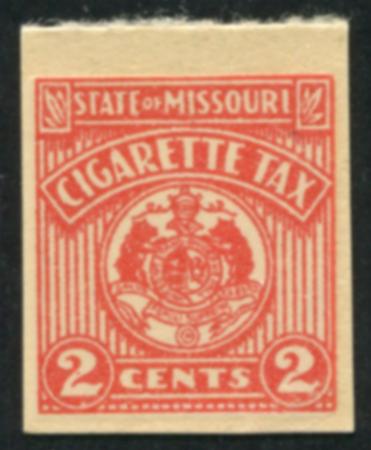 STATE OF MISSOURI
CIGARETTE TAX
2 CENTS 2